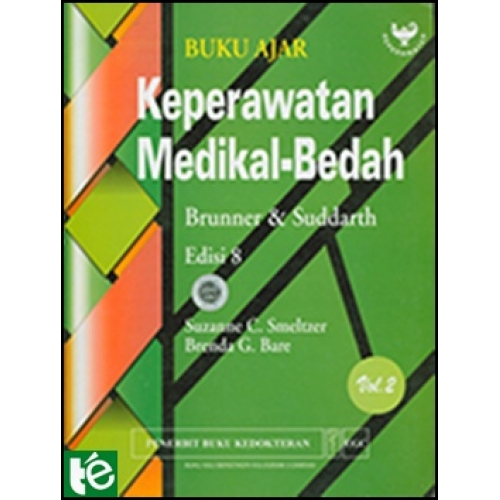 BUKU AJAR
Keperawatan
Medikal-Bedah
Brunner & Suddarth
Edisi 8
Suzanne C. Smeltzer
Brenda G. Bare
Vol. 2
PENERBIT BUKU KEDOKTERAN EGC
té